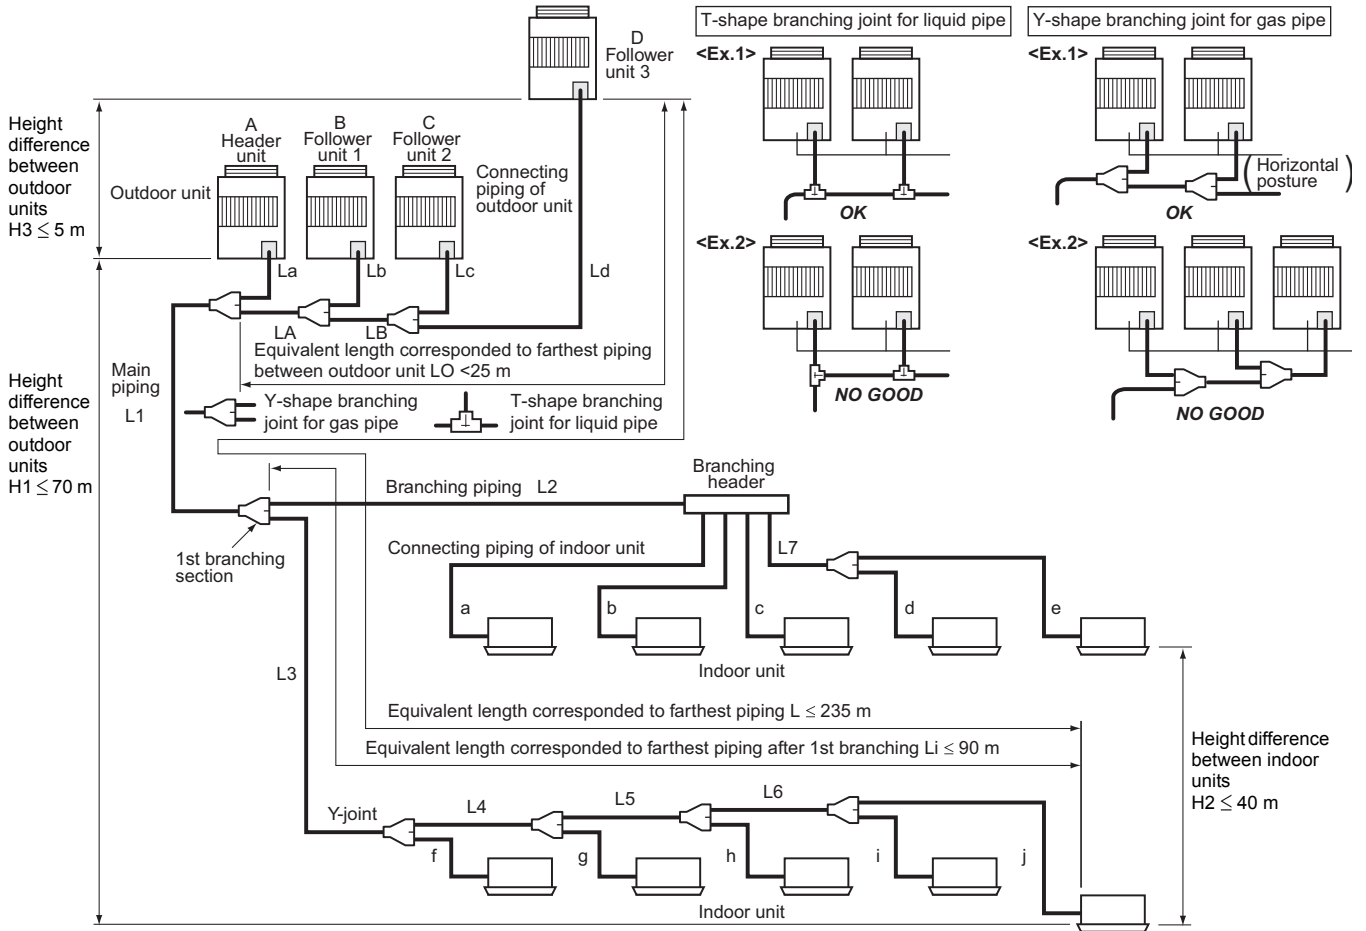 T-shape branching joint for liquid pipe
Y-shape branching joint for gas pipe
<Ex.1>
<Ex.1>
D
Follower
unit 3
Height
difference
between
outdoor
units
H3 ≤ 5 m
A
Header
unit
B
Follower
unit 1
C
Follower
unit 2
Connecting
piping of
outdoor unit
Outdoor unit
(Horizontal
posture)
OK
OK
<Ex.2>
<Ex.2>
La
Lb
Lc
Ld
LA
LB
Equivalent length corresponded to farthest piping
between outdoor unit LO <25 m
Main
piping
L1
Height
difference
between
outdoor
units
H1 ≤ 70 m
Y-shape branching
joint for gas pipe
T-shape branching
joint for liquid pipe
NO GOOD
NO GOOD
Branching
header
Branching piping L2
1st branching
section
Connecting piping of indoor unit
L7
a
b
c
d
e
Indoor unit
L3
Equivalent length corresponded to farthest piping L ≤ 235 m
Equivalent length corresponded to farthest piping after 1st branching Li ≤ 90 m
Height difference
between indoor
units
H2 ≤ 40 m
Y-joint
L4
L5
L6
f
g
h
i
j
Indoor unit